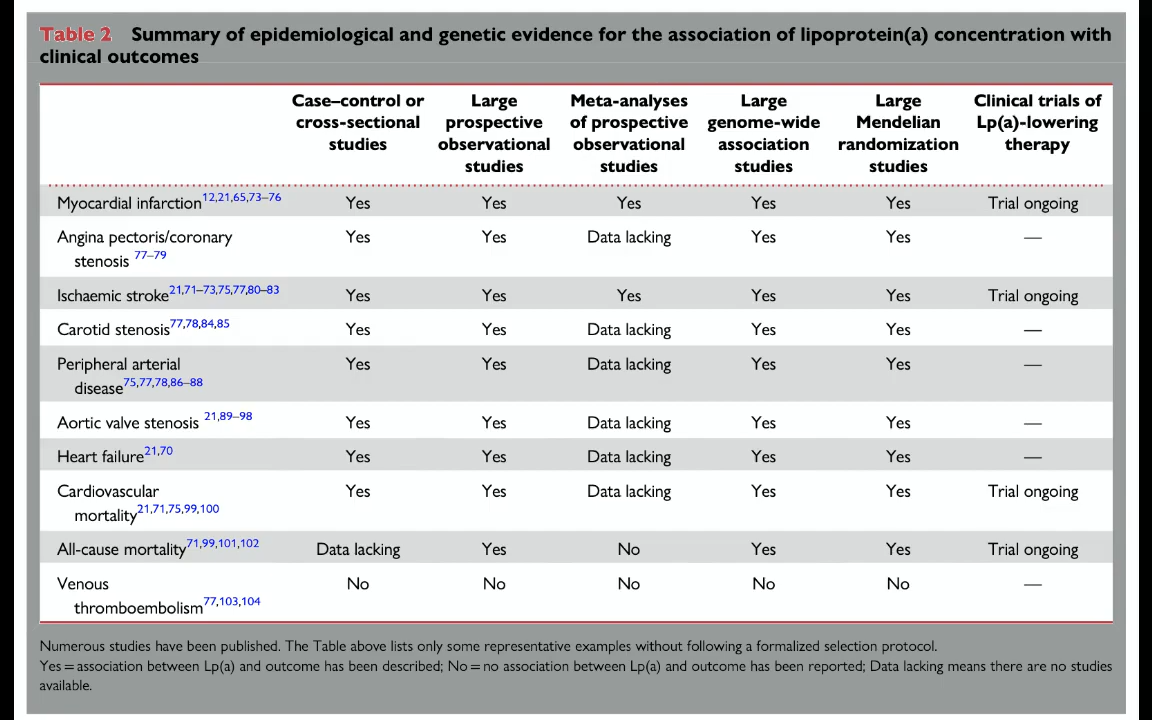 Table 2 Summary of epidemiological and genetic evidence for the association of lipoprotein(a) concentration with
clinical outcomes
Case–control or cross-sectional studies Large prospective observational studies Meta-analyses of prospective observational studies Large genome-wide association studies Large Mendelian randomization studies Clinical trials of Lp(a)-lowering therapy
Myocardial infarction12,21,65,73–76 Yes Yes Yes Yes Yes Trial ongoing
Angina pectoris/coronary stenosis 77–79 Yes Yes Data lacking Yes Yes —
Ischaemic stroke21,71–73,75,77,80–83 Yes Yes Yes Yes Yes Trial ongoing
Carotid stenosis77,78,84,85 Yes Yes Data lacking Yes Yes —
Peripheral arterial disease75,77,78,86–88 Yes Yes Data lacking Yes Yes —
Aortic valve stenosis 21,89–98 Yes Yes Data lacking Yes Yes —
Heart failure21,70 Yes Yes Data lacking Yes Yes —
Cardiovascular mortality21,71,75,99,100 Yes Yes Data lacking Yes Yes Trial ongoing
All-cause mortality71,99,101,102 Data lacking Yes No Yes Yes Trial ongoing
Venous thromboembolism77,103,104 No No No No No —
Numerous studies have been published. The Table above lists only some representative examples without following a formalized selection protocol.
Yes = association between Lp(a) and outcome has been described; No = no association between Lp(a) and outcome has been reported; Data lacking means there are no studies
available.